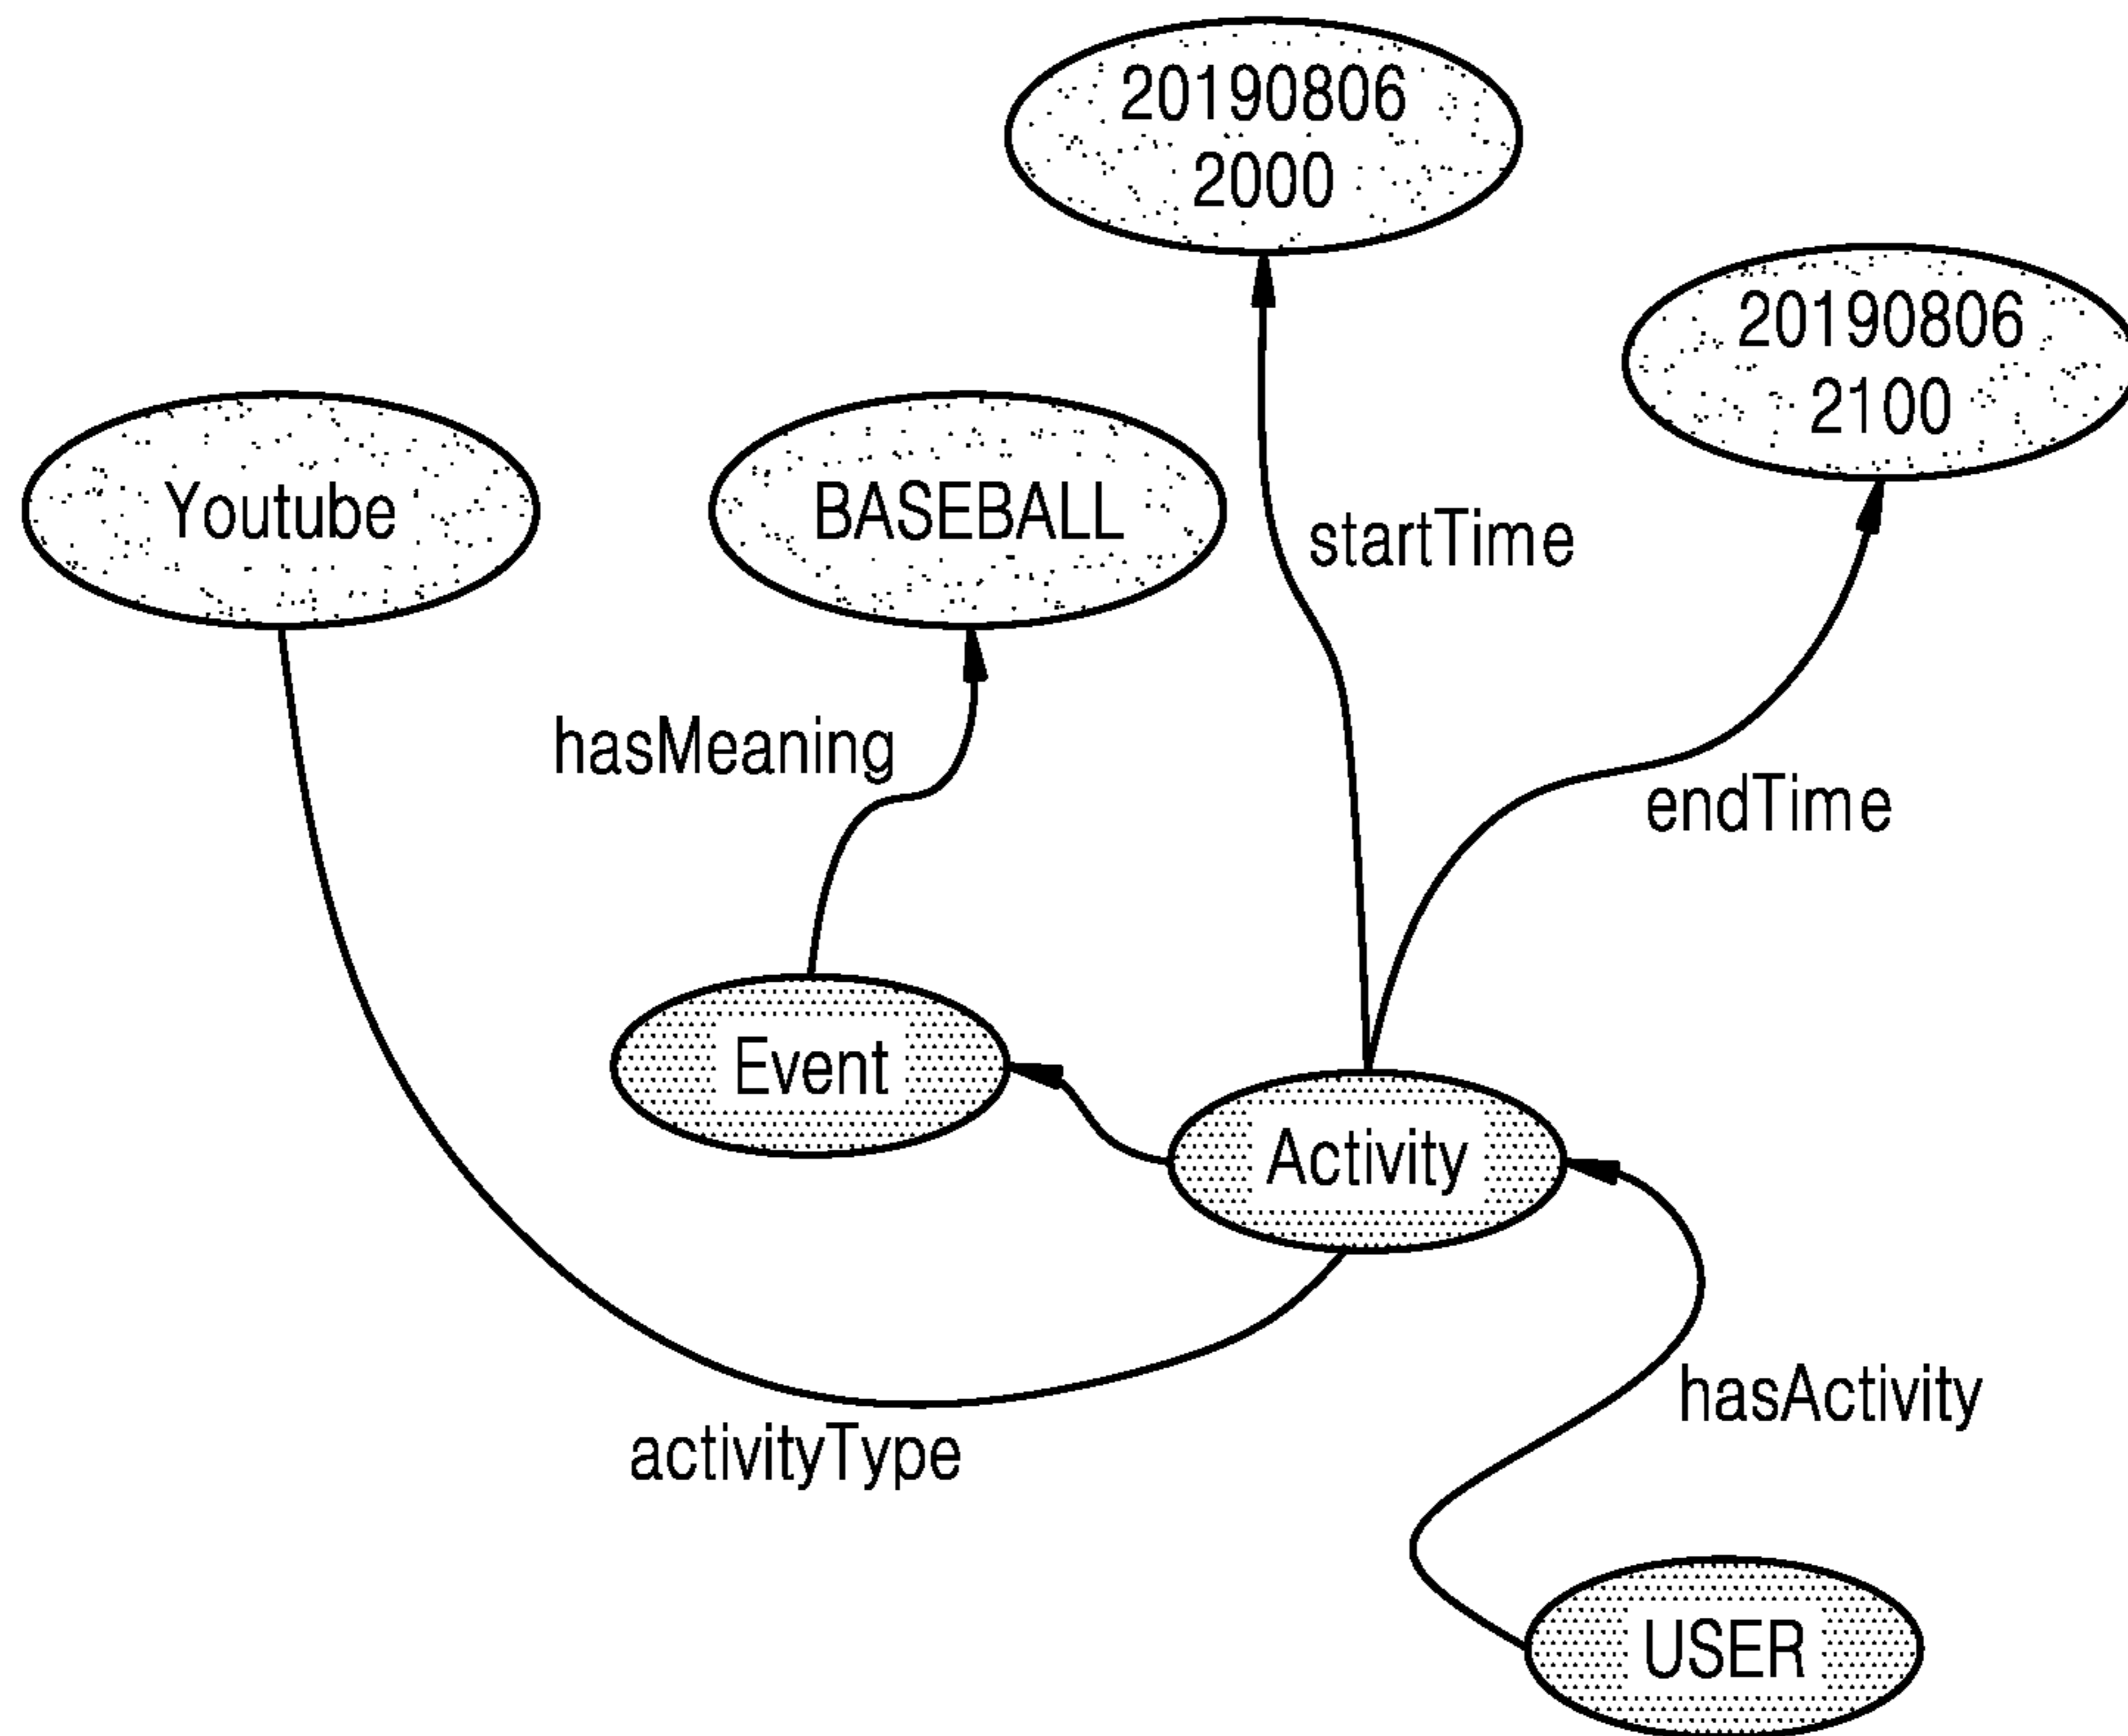 20190806
2000
20190806
2100
Youtube
BASEBALL
startTime
hasMeaning
endTime
Event
Activity
hasActivity
activityType
USER